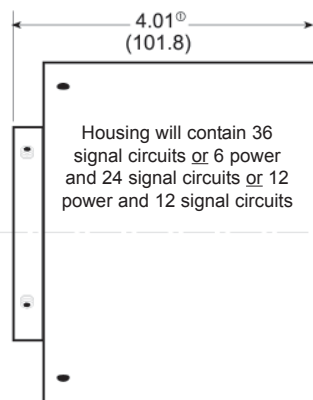 4.01①
(101.8)
Housing will contain 36
signal circuits or 6 power
and 24 signal circuits or 12
power and 12 signal circuits